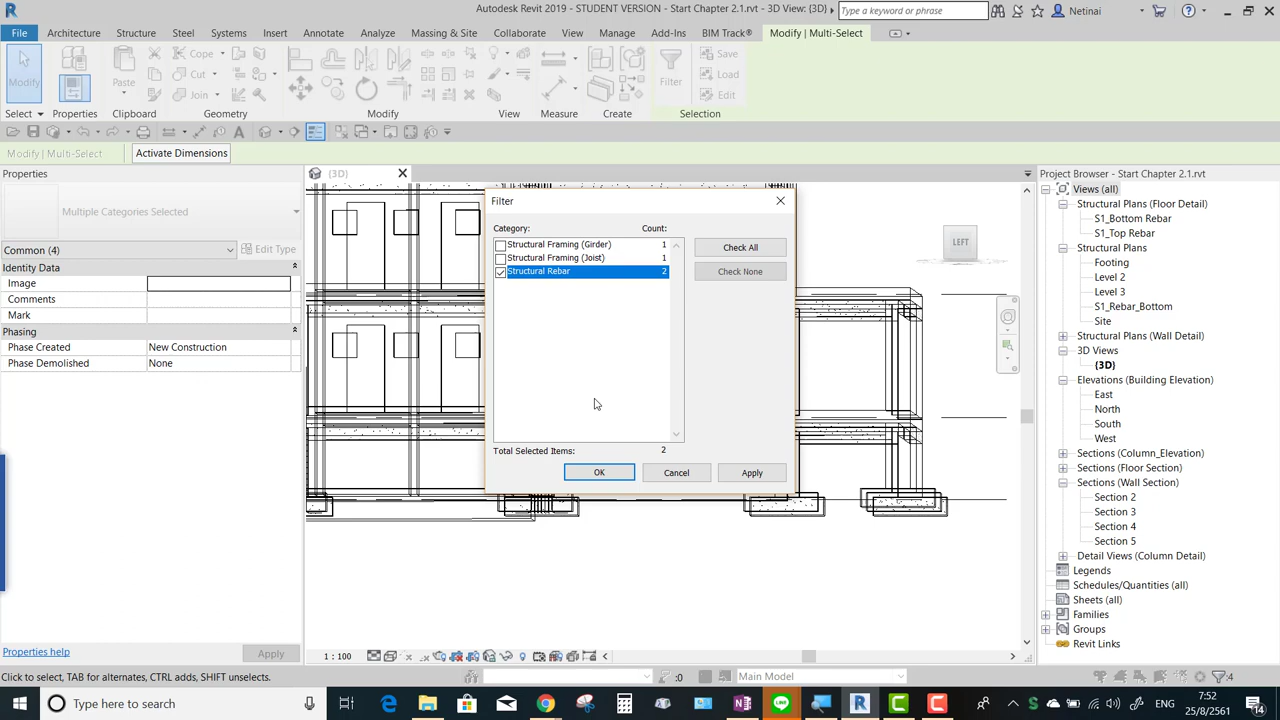 Autodesk Revit 2019 - STUDENT VERSION - Start Chapter 2.1.rvt - 3D View: {3D}
Type a keyword or phrase
Netinai
File Architecture Structure Steel Systems Insert Annotate Analyze Massing & Site Collaborate View Manage Add-Ins BIM Track® Modify | Multi-Select
Modify
Paste
Cope
Cut
Join
Filter
Save
Load
Edit
Select Properties Clipboard Geometry Modify View Measure Create Selection
Modify | Multi-Select
Activate Dimensions
Properties
Multiple Categories Selected
Common (4)
Edit Type
Identity Data
Image
Comments
Mark
Phasing
Phase Created New Construction
Phase Demolished None
Properties help
Apply
{3D}
LEFT
Filter
Category: Count:
Structural Framing (Girder) 1
Structural Framing (Joist) 1
Structural Rebar 2
Check All
Check None
Total Selected Items: 2
OK
Cancel
Apply
Project Browser - Start Chapter 2.1.rvt
Views (all)
Structural Plans (Floor Detail)
S1_Bottom Rebar
S1_Top Rebar
Structural Plans
Footing
Level 2
Level 3
S1_Rebar_Bottom
Site
Structural Plans (Wall Detail)
3D Views
{3D}
Elevations (Building Elevation)
East
North
South
West
Sections (Column_Elevation)
Sections (Floor Section)
Sections (Wall Section)
Section 2
Section 3
Section 4
Section 5
Detail Views (Column Detail)
Legends
Schedules/Quantities (all)
Sheets (all)
Families
Groups
Revit Links
1 : 100
Click to select, TAB for alternates, CTRL adds, SHIFT unselects.
:0
Main Model
:4
Type here to search
ENG
7:52
25/8/2561